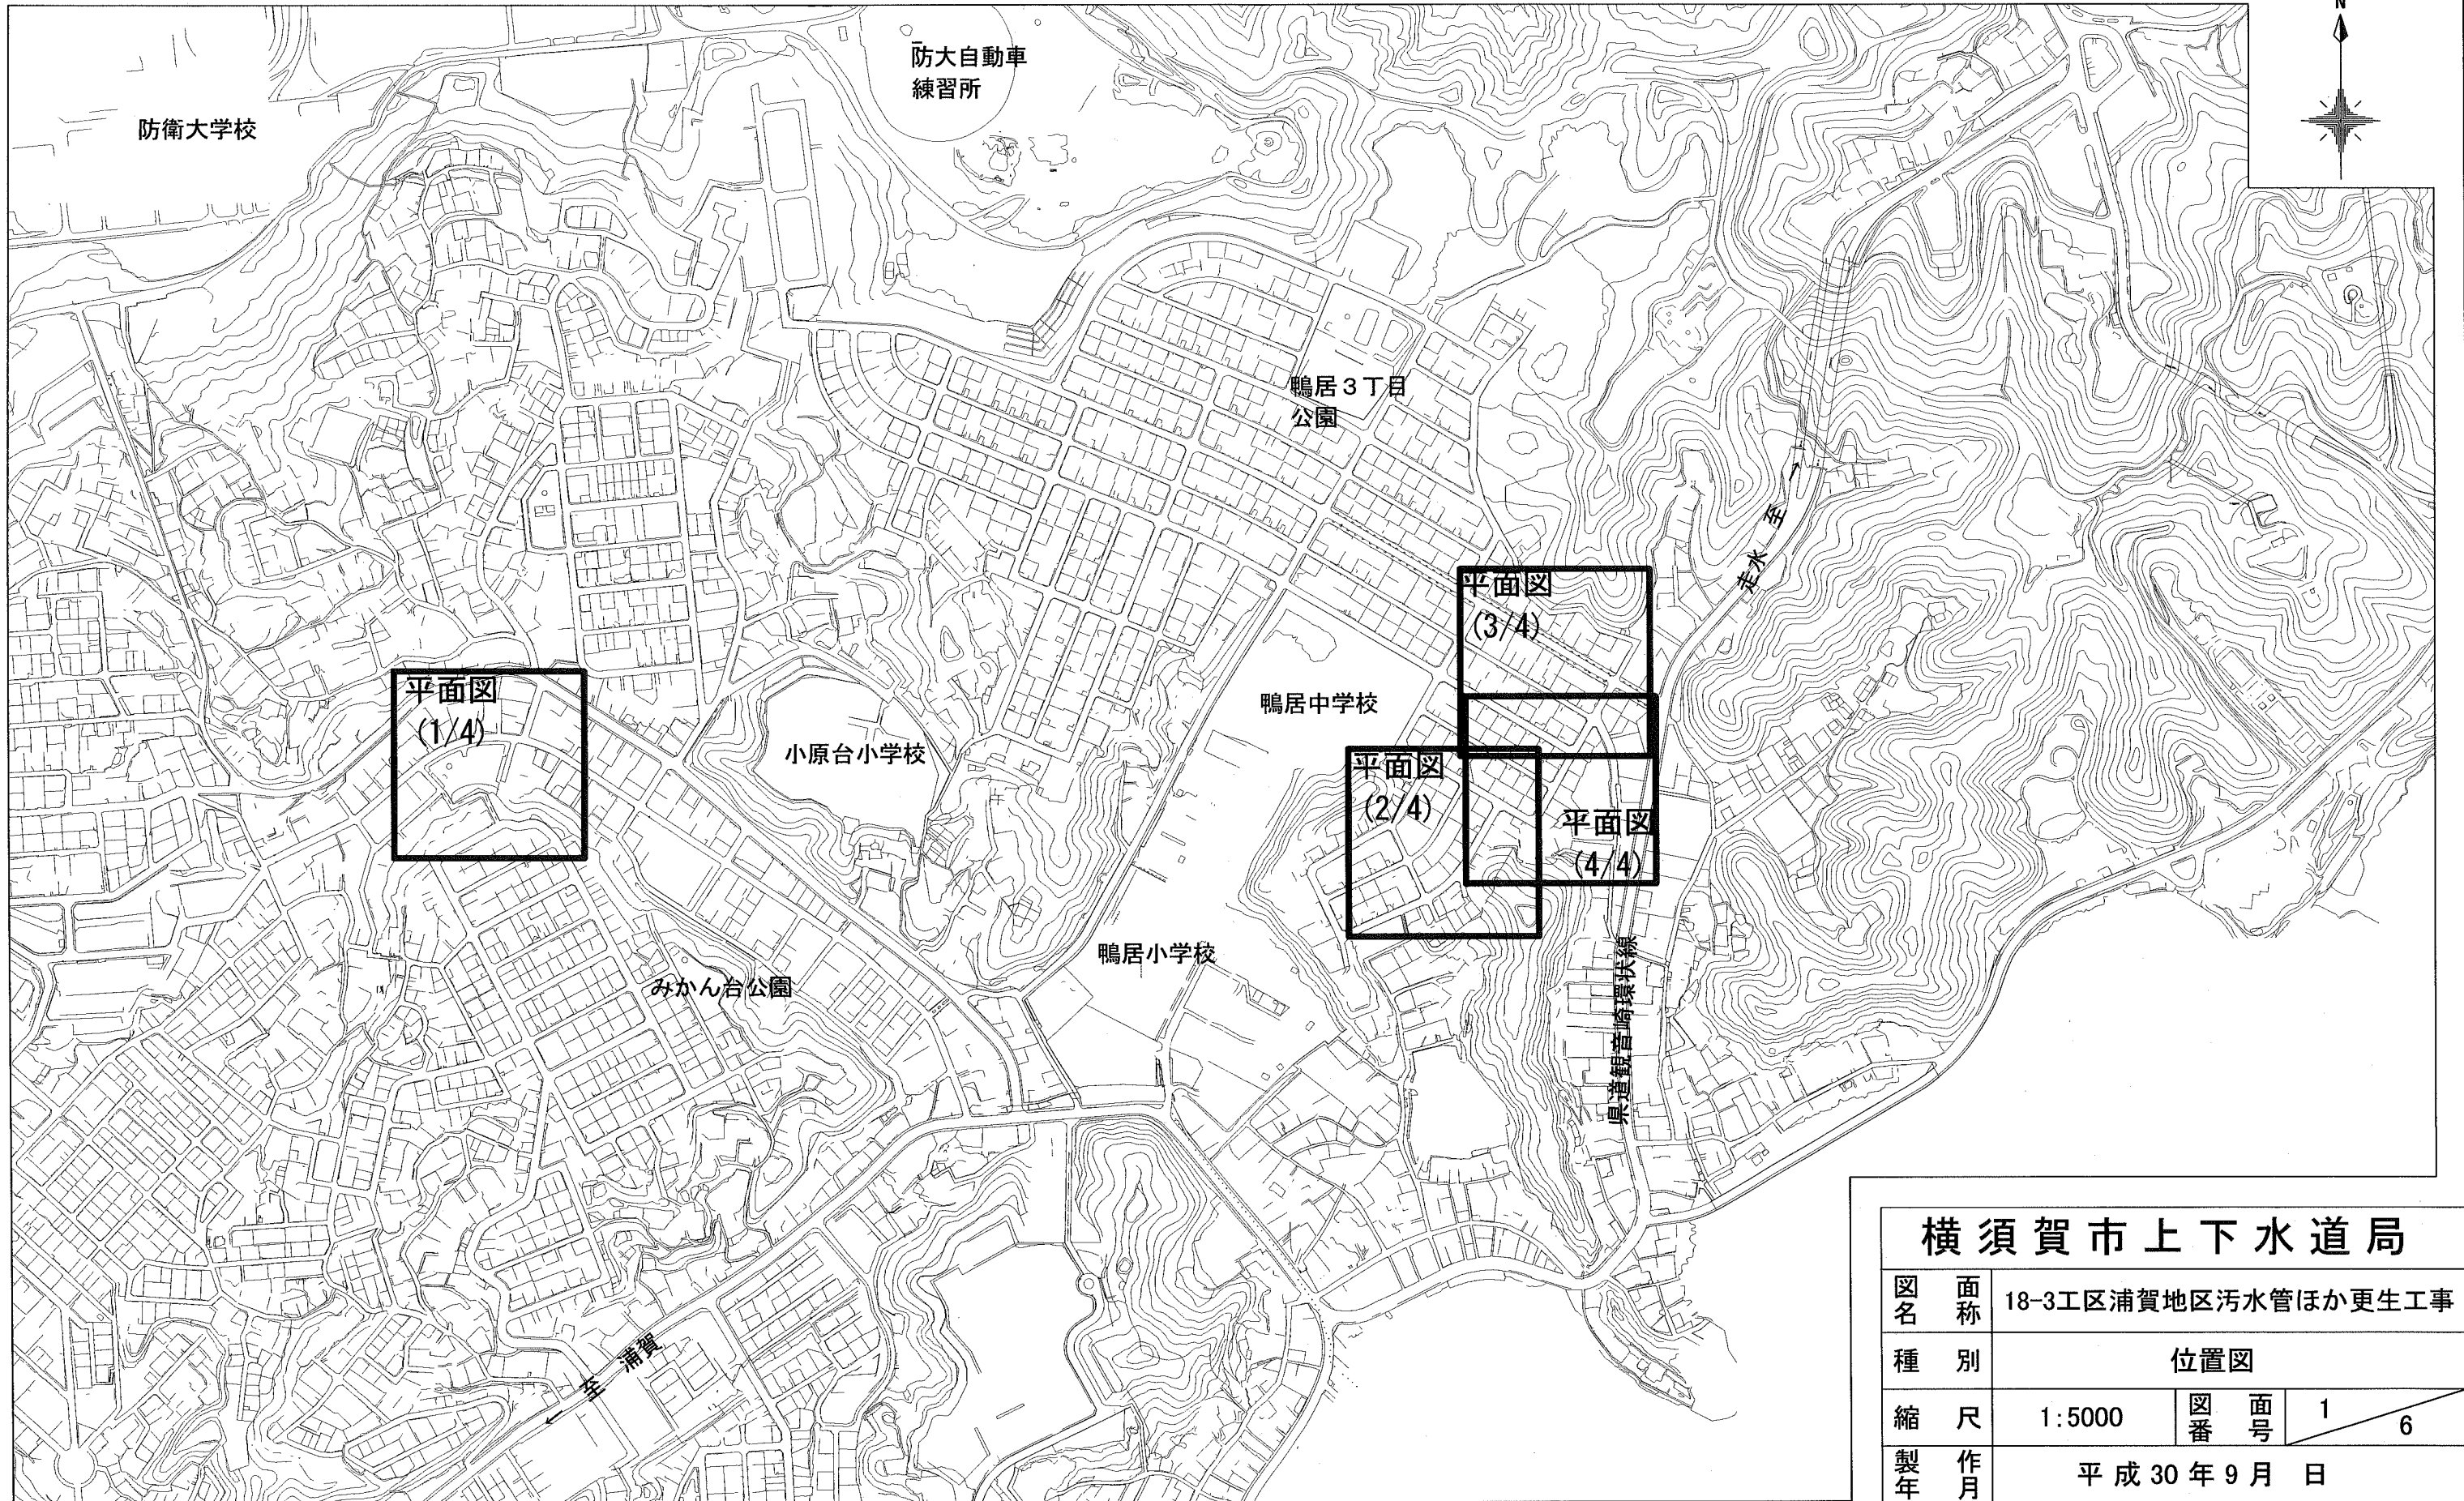 N
防大自動車
練習所
防衛大学校
鴨居3丁目
公園
至 走水
平面図
(3/4)
平面図
(1/4)
鴨居中学校
小原台小学校
平面図
(2/4)
平面図
(4/4)
鴨居小学校
県道観音崎環状線
みかん台公園
至 浦賀
横須賀市上下水道局
図面名称 18-3工区浦賀地区汚水管ほか更生工事
種別 位置図
縮尺 1:5000 図面番号 1/6
製作年月 平成30年9月 日